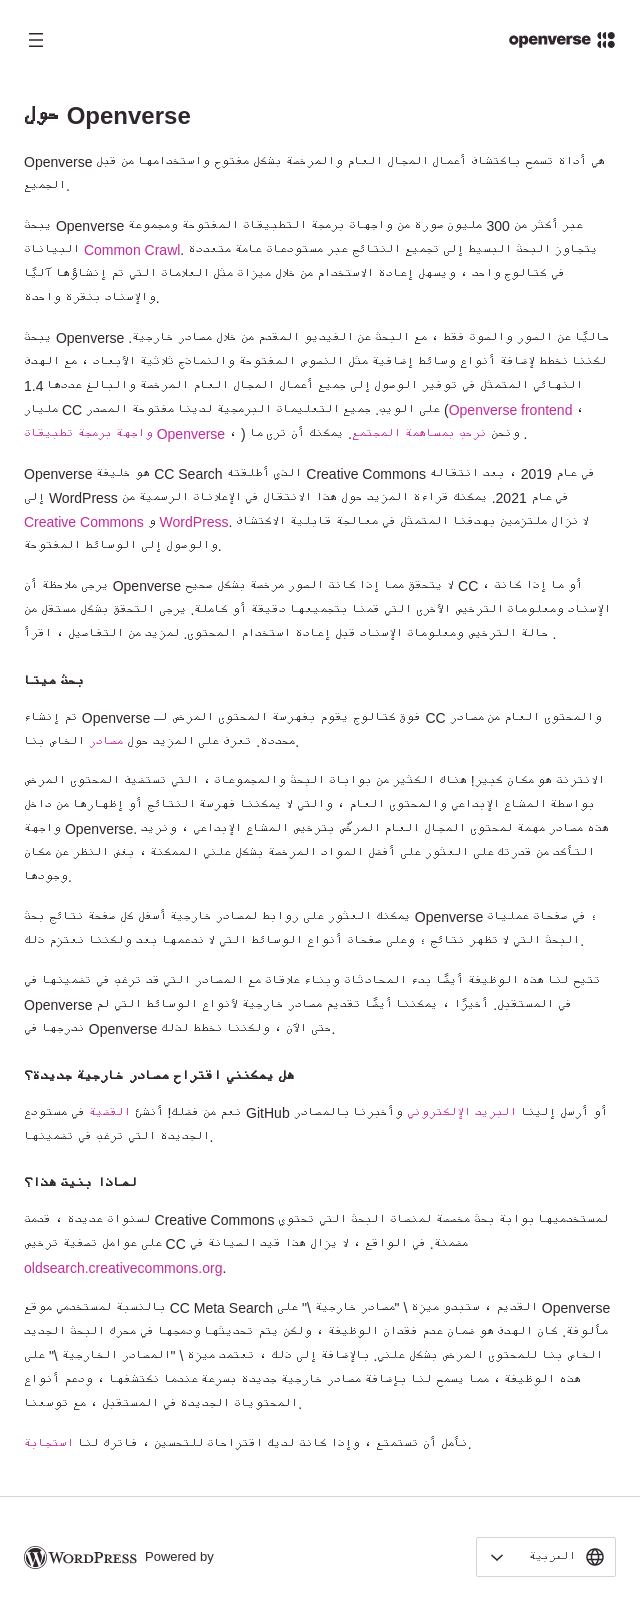 openverse
حول Openverse
Openverse هي أداة تسمح باكتشاف أعمال المجال العام والمرخصة بشكل مفتوح واستخدامها من قبل
الجميع.
يبحث Openverse عبر أكثر من 300 مليون صورة من واجهات برمجة التطبيقات المفتوحة ومجموعة
البيانات Common Crawl. يتجاوز البحث البسيط إلى تجميع النتائج عبر مستودعات عامة متعددة
في كتالوج واحد ، ويسهل إعادة الاستخدام من خلال ميزات مثل العلامات التي تم إنشاؤها آليًا
والإسناد بنقرة واحدة.
يبحث Openverse حاليًا عن الصور والصوت فقط ، مع البحث عن الفيديو المقدم من خلال مصادر خارجية.
لكننا نخطط لإضافة أنواع وسائط إضافية مثل النصوص المفتوحة والنماذج ثلاثية الأبعاد ، مع الهدف
النهائي المتمثل في توفير الوصول إلى جميع أعمال المجال العام المرخصة والبالغ عددها 1.4
مليار CC على الويب. جميع التعليمات البرمجية لدينا مفتوحة المصدر (Openverse frontend ،
واجهة برمجة تطبيقات Openverse ، ) ونحن نرحب بمساهمة المجتمع. يمكنك أن ترى ما .
Openverse هو خليفة CC Search الذي أطلقته Creative Commons في عام 2019 ، بعد انتقاله
إلى WordPress في عام 2021. يمكنك قراءة المزيد حول هذا الانتقال في الإعلانات الرسمية من
Creative Commons و WordPress. لا نزال ملتزمين بهدفنا المتمثل في معالجة قابلية الاكتشاف
والوصول إلى الوسائط المفتوحة.
يرجى ملاحظة أن Openverse لا يتحقق مما إذا كانت الصور مرخصة بشكل صحيح CC ، أو ما إذا كانت
الإسناد ومعلومات الترخيص الأخرى التي قمنا بتجميعها دقيقة أو كاملة. يرجى التحقق بشكل مستقل من
حالة الترخيص ومعلومات الإسناد قبل إعادة استخدام المحتوى. لمزيد من التفاصيل ، اقرأ .
بحث ميتا
تم إنشاء Openverse فوق كتالوج يقوم بفهرسة المحتوى المرخص لـ CC والمحتوى العام من مصادر
محددة. تعرف على المزيد حول مصادر الخاص بنا.
الانترنت هو مكان كبير! هناك الكثير من بوابات البحث والمجموعات ، التي تستضيف المحتوى المرخص
بواسطة المشاع الإبداعي والمحتوى العام ، والتي لا يمكننا فهرسة النتائج أو إظهارها من داخل
واجهة Openverse. هذه مصادر مهمة لمحتوى المجال العام المرخّص بترخيص المشاع الإبداعي ، ونريد
التأكد من قدرتك على العثور على أفضل المواد المرخصة بشكل علني الممكنة ، بغض النظر عن مكان
وجودها.
يمكنك العثور على روابط لمصادر خارجية أسفل كل صفحة نتائج بحث Openverse ؛ في صفحات عمليات
البحث التي لا تظهر نتائج ؛ وعلى صفحات أنواع الوسائط التي لا ندعمها بعد ولكننا نعتزم ذلك.
تتيح لنا هذه الوظيفة أيضًا بدء المحادثات وبناء علاقات مع المصادر التي قد ترغب في تضمينها في
Openverse في المستقبل. أخيرًا ، يمكننا أيضًا تقديم مصادر خارجية لأنواع الوسائط التي لم
ندرجها في Openverse حتى الآن ، ولكننا نخطط لذلك.
هل يمكنني اقتراح مصادر خارجية جديدة؟
نعم من فضلك! أنشئ القضية في مستودع GitHub أو أرسل إلينا البريد الإلكتروني وأخبرنا بالمصادر
الجديدة التي ترغب في تضمينها.
لماذا بنيت هذا؟
لسنوات عديدة ، قدمت Creative Commons لمستخدميها بوابة بحث مخصصة لمنصات البحث التي تحتوي
على عوامل تصفية ترخيص CC مضمنة. في الواقع ، لا يزال هذا قيد الصيانة في
oldsearch.creativecommons.org.
بالنسبة لمستخدمي موقع CC Meta Search القديم ، ستبدو ميزة \ "مصادر خارجية \" على Openverse
مألوفة. كان الهدف هو ضمان عدم فقدان الوظيفة ، ولكن يتم تحديثها ودمجها في محرك البحث الجديد
الخاص بنا للمحتوى المرخص بشكل علني. بالإضافة إلى ذلك ، تعتمد ميزة \ "المصادر الخارجية \" على
هذه الوظيفة ، مما يسمح لنا بإضافة مصادر خارجية جديدة بسرعة عندما نكتشفها ، ودعم أنواع
المحتويات الجديدة في المستقبل ، مع توسعنا.
نأمل أن تستمتع ، وإذا كانت لديك اقتراحات للتحسين ، فاترك لنا استجابة.
العربية
Powered by WORDPRESS